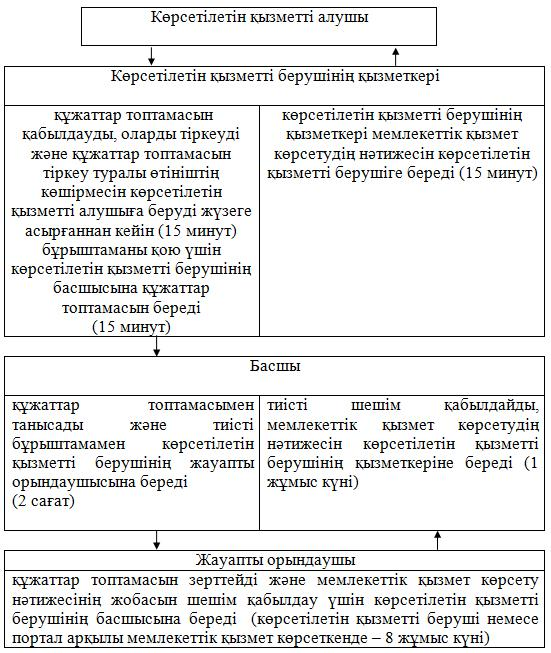 Көрсетілетін қызметті алушы
Көрсетілетін қызметті берушінің қызметкері
құжаттар топтамасын
қабылдауды, оларды тіркеуді
және құжаттар топтамасын
тіркеу туралы өтініштің
көшірмесін көрсетілетін
қызметті алушыға беруді жүзеге
асырғаннан кейін (15 минут)
бұрыштаманы қою үшін
көрсетілетін қызметті берушінің
басшысына құжаттар
топтамасын береді
(15 минут)
көрсетілетін қызметті берушінің
қызметкері мемлекеттік қызмет
көрсетудің нәтижесін көрсетілетін
қызметті берушіге береді (15 минут)
Басшы
құжаттар топтамасымен
танысады және тиісті
бұрыштамамен көрсетілетін
қызметті берушінің жауапты
орындаушысына береді
(2 сағат)
тиісті шешім қабылдайды,
мемлекеттік қызмет көрсетудің
нәтижесін көрсетілетін қызметті
берушінің қызметкеріне береді (1
жұмыс күні)
Жауапты орындаушы
құжаттар топтамасын зерттейді және мемлекеттік қызмет көрсету
нәтижесінің жобасын шешім қабылдау үшін көрсетілетін қызметті
берушінің басшысына береді (көрсетілетін қызметті беруші немесе
портал арқылы мемлекеттік қызмет көрсеткенде – 8 жұмыс күні)